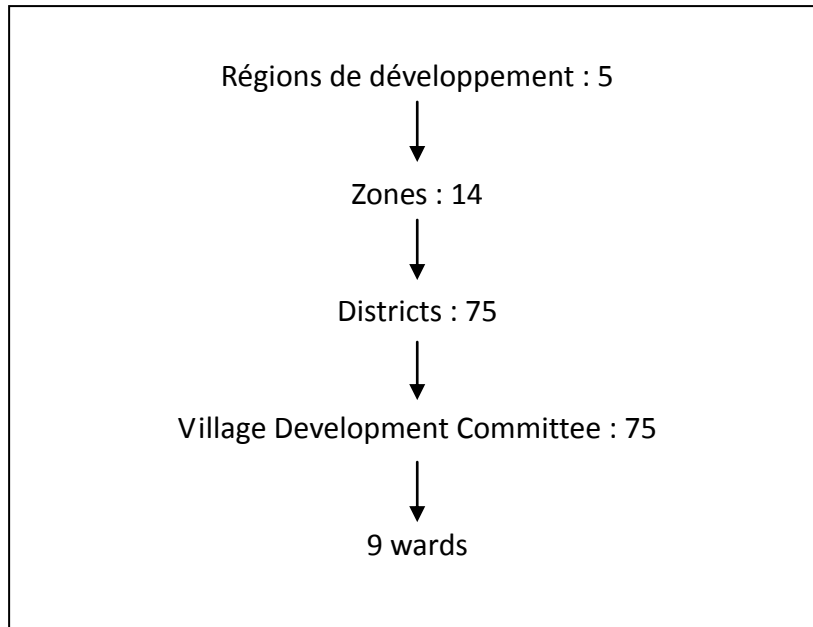 Régions de développement : 5
Zones : 14
Districts : 75
Village Development Committee : 75
9 wards